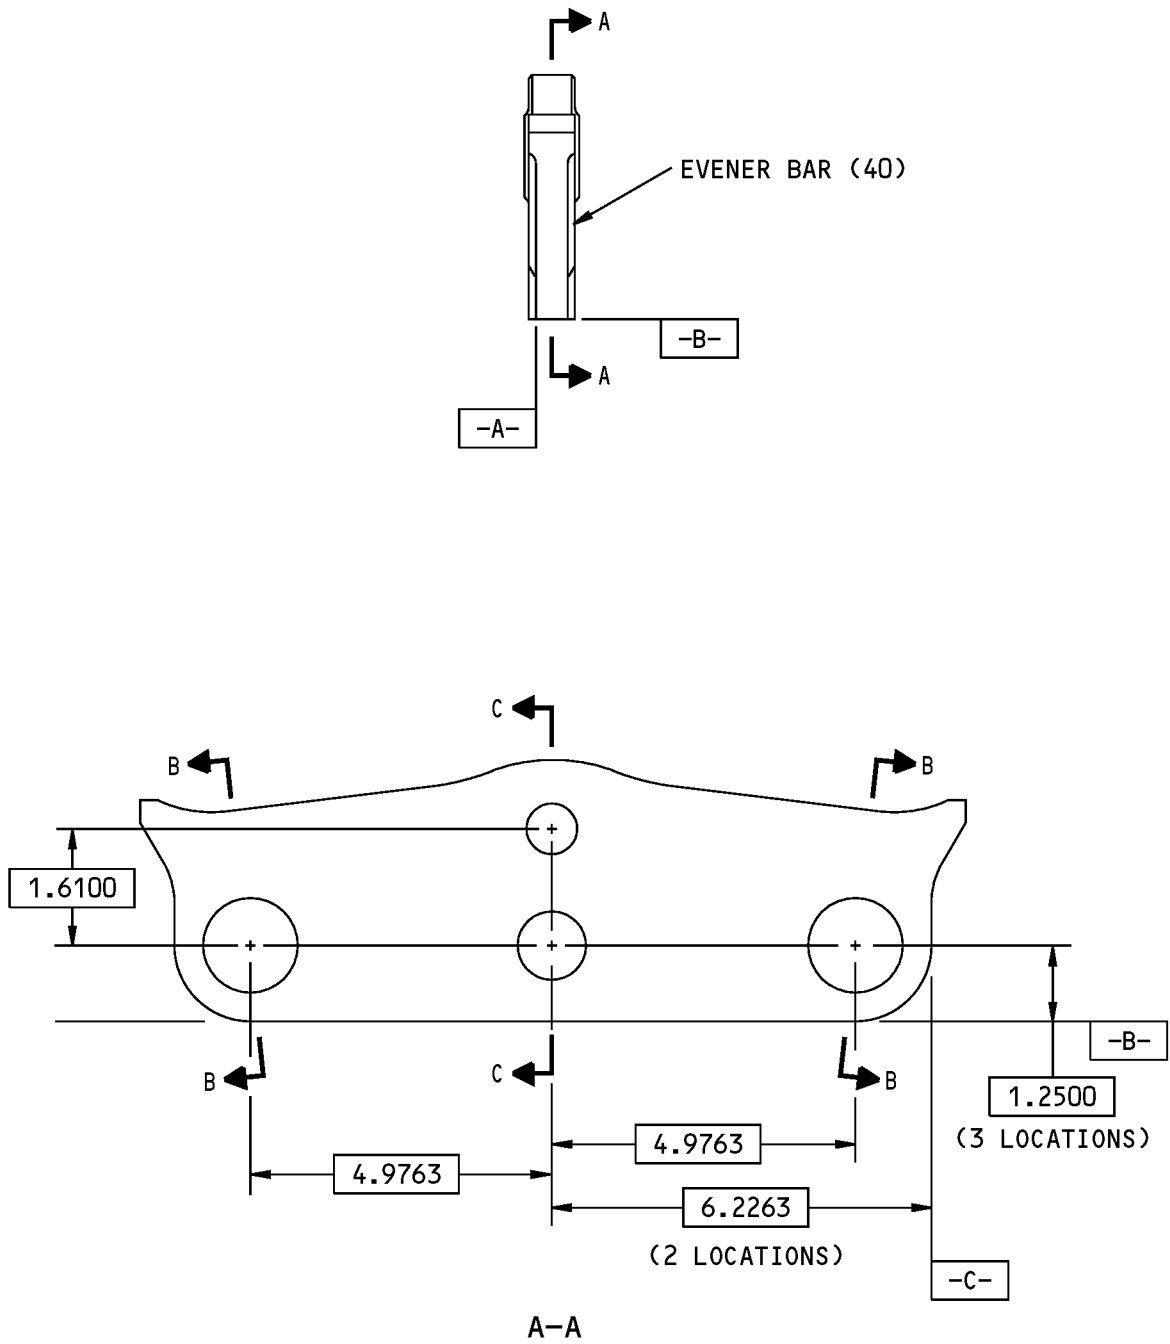 A
EVENER BAR (40)
-B-
A
-A-
C
B
B
1.6100
-B-
C
B
B
1.2500
(3 LOCATIONS)
4.9763
4.9763
6.2263
(2 LOCATIONS)
-C-
A-A